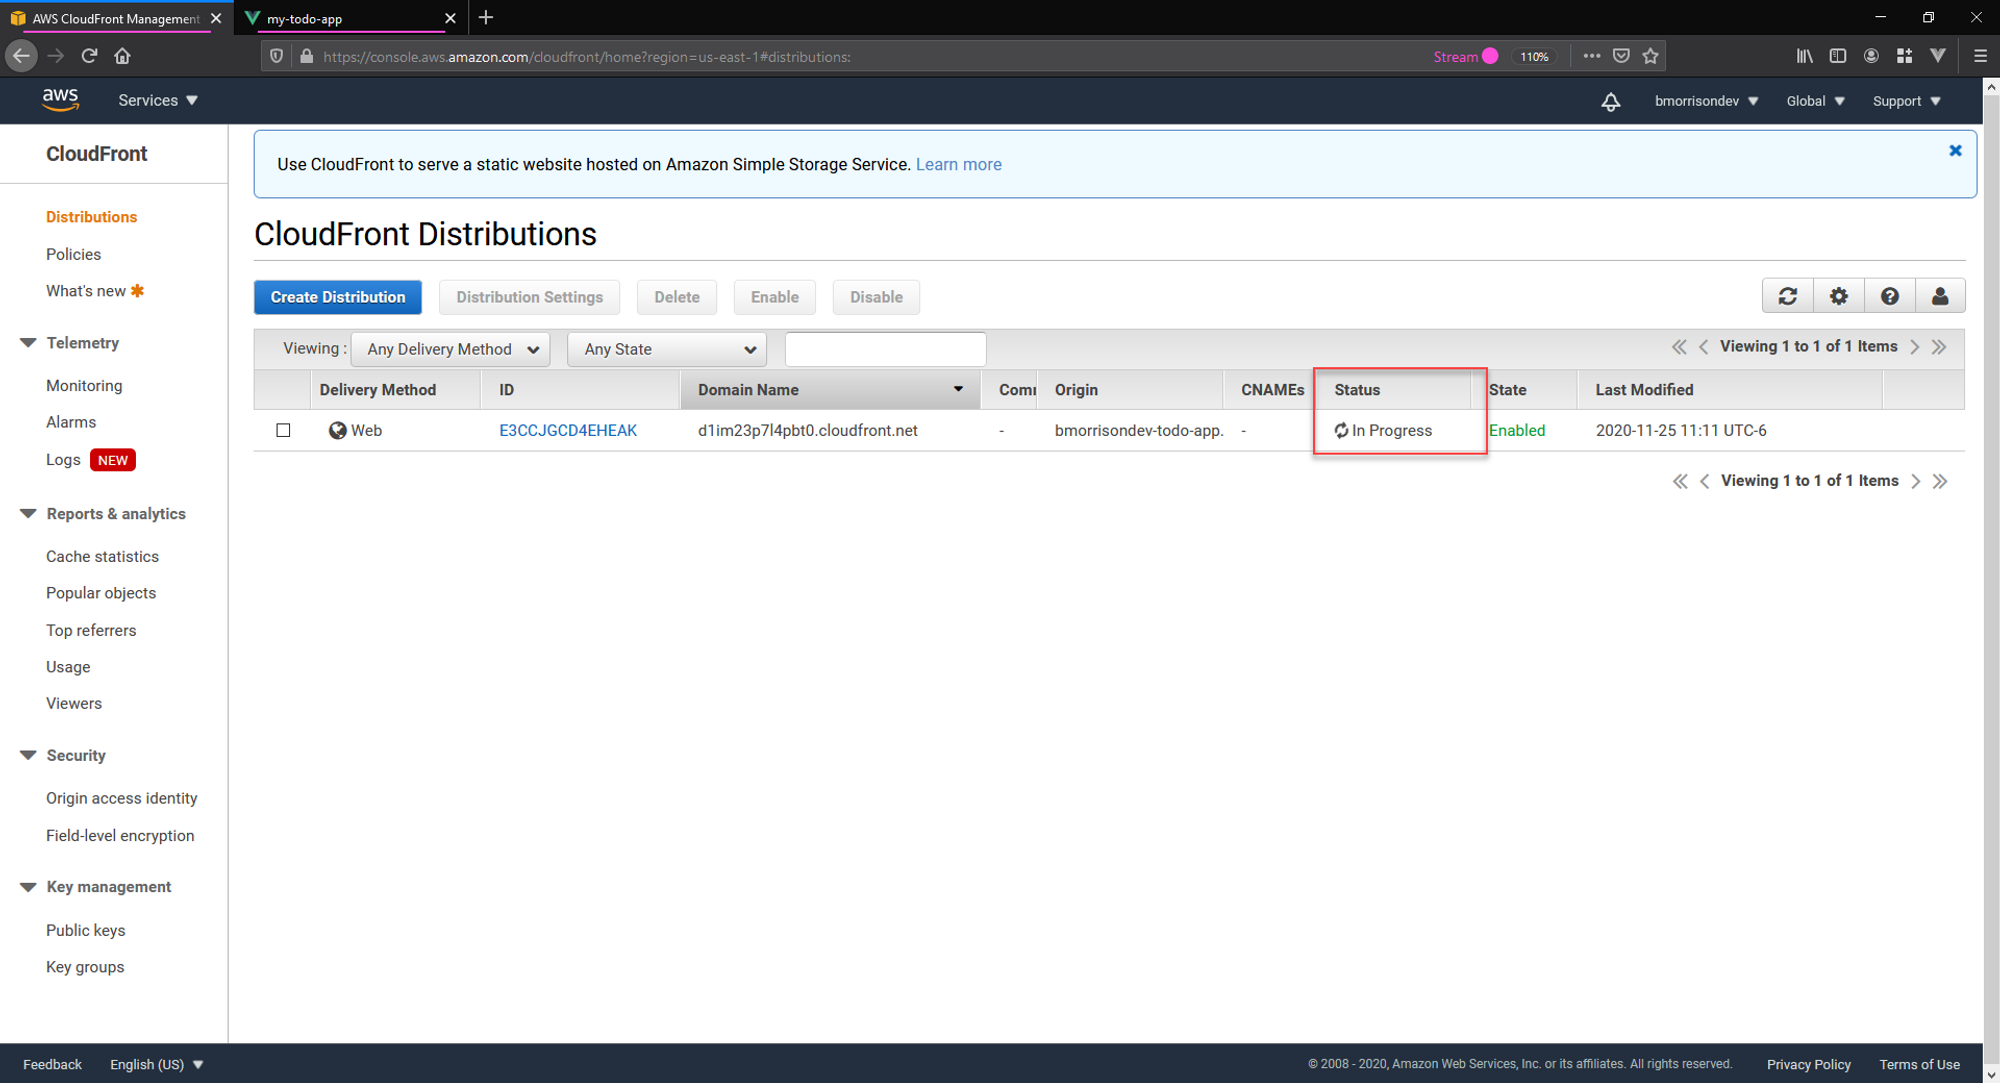 AWS CloudFront Management
my-todo-app
https://console.aws.amazon.com/cloudfront/home?region=us-east-1#distributions:
Stream
110%
aws
Services
bmorrisondev
Global
Support
CloudFront
Distributions
Policies
What's new
Telemetry
Monitoring
Alarms
Logs NEW
Reports & analytics
Cache statistics
Popular objects
Top referrers
Usage
Viewers
Security
Origin access identity
Field-level encryption
Key management
Public keys
Key groups
Use CloudFront to serve a static website hosted on Amazon Simple Storage Service. Learn more
CloudFront Distributions
Create Distribution
Distribution Settings
Delete
Enable
Disable
Viewing : Any Delivery Method Any State
Viewing 1 to 1 of 1 Items
Delivery Method ID Domain Name Comm Origin CNAMEs Status State Last Modified
Web E3CCJGCD4EHEAK d1im23p7l4pbt0.cloudfront.net - bmorrisondev-todo-app. - In Progress Enabled 2020-11-25 11:11 UTC-6
Viewing 1 to 1 of 1 Items
Feedback
English (US)
© 2008 - 2020, Amazon Web Services, Inc. or its affiliates. All rights reserved.
Privacy Policy
Terms of Use